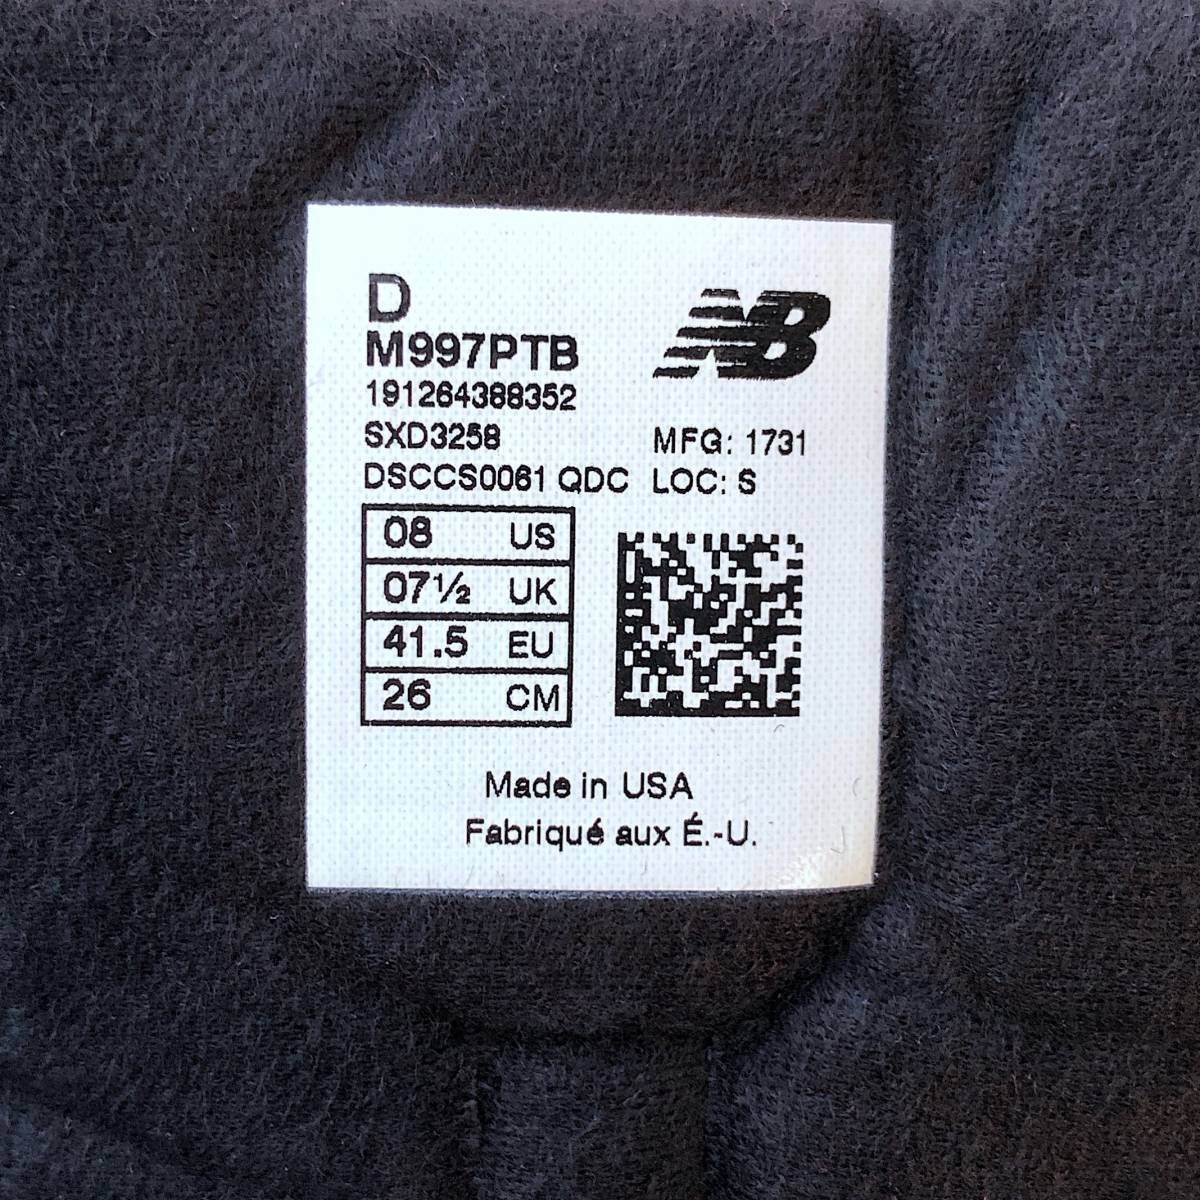 D
NB
M997PTB
191264388352
SXD3258 MFG: 1731
DSCCS0061 QDC LOC: S
08 US
07½ UK
41.5 EU
26 CM
Made in USA
Fabriqué aux É.-U.